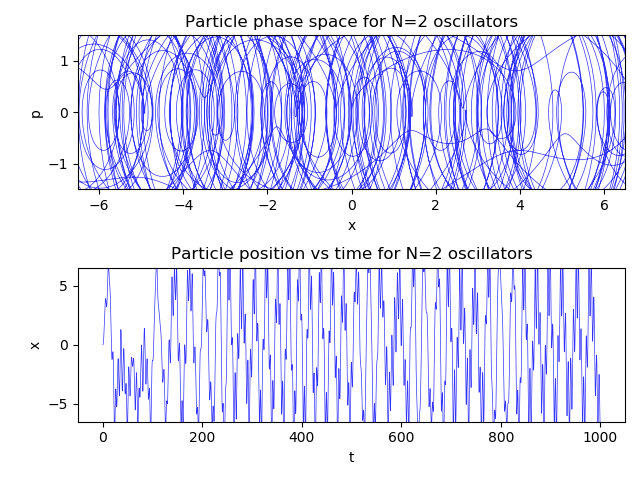 Particle phase space for N=2 oscillators
1
0
−1
p
−6 −4 −2 0 2 4 6
x
Particle position vs time for N=2 oscillators
5
0
−5
x
0 200 400 600 800 1000
t